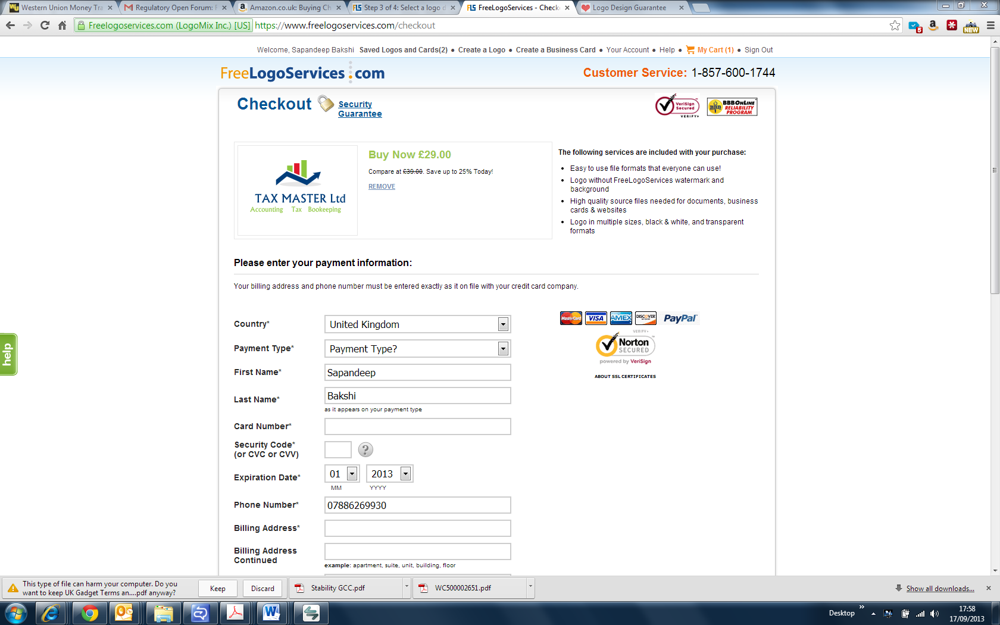 Western Union Money Tra
Regulatory Open Forum: F
Amazon.co.uk: Buying Ch
Step 3 of 4: Select a logo d
FreeLogoServices - Check
Logo Design Guarantee
Freelogoservices.com (LogoMix Inc.) [US] https://www.freelogoservices.com/checkout
5
NEW
Welcome, Sapandeep Bakshi Saved Logos and Cards(2) • Create a Logo • Create a Business Card • Your Account • Help • My Cart (1) • Sign Out
FreeLogoServices.com
Customer Service: 1-857-600-1744
Checkout
Security
Guarantee
VeriSign
Secured
VERIFY
BBB
BBBOnLine
RELIABILITY
PROGRAM
TAX MASTER Ltd
Accounting Tax Bookeeping
Buy Now £29.00
Compare at £39.00. Save up to 25% Today!
REMOVE
The following services are included with your purchase:
• Easy to use file formats that everyone can use!
• Logo without FreeLogoServices watermark and
background
• High quality source files needed for documents, business
cards & websites
• Logo in multiple sizes, black & white, and transparent
formats
Please enter your payment information:
Your billing address and phone number must be entered exactly as it on file with your credit card company.
Country* United Kingdom
Payment Type* Payment Type?
First Name* Sapandeep
Last Name* Bakshi
as it appears on your payment type
Card Number*
Security Code*
(or CVC or CVV)
?
Expiration Date* 01 2013
MM YYYY
Phone Number* 07886269930
Billing Address*
Billing Address
Continued
example: apartment, suite, unit, building, floor
MasterCard VISA AMEX DISCOVER PayPal
VERIFY
Norton
SECURED
powered by VeriSign
ABOUT SSL CERTIFICATES
help
This type of file can harm your computer. Do you
want to keep UK Gadget Terms an....pdf anyway?
Keep
Discard
Stability GCC.pdf
WC500002651.pdf
Show all downloads...
Desktop
17:58
17/09/2013